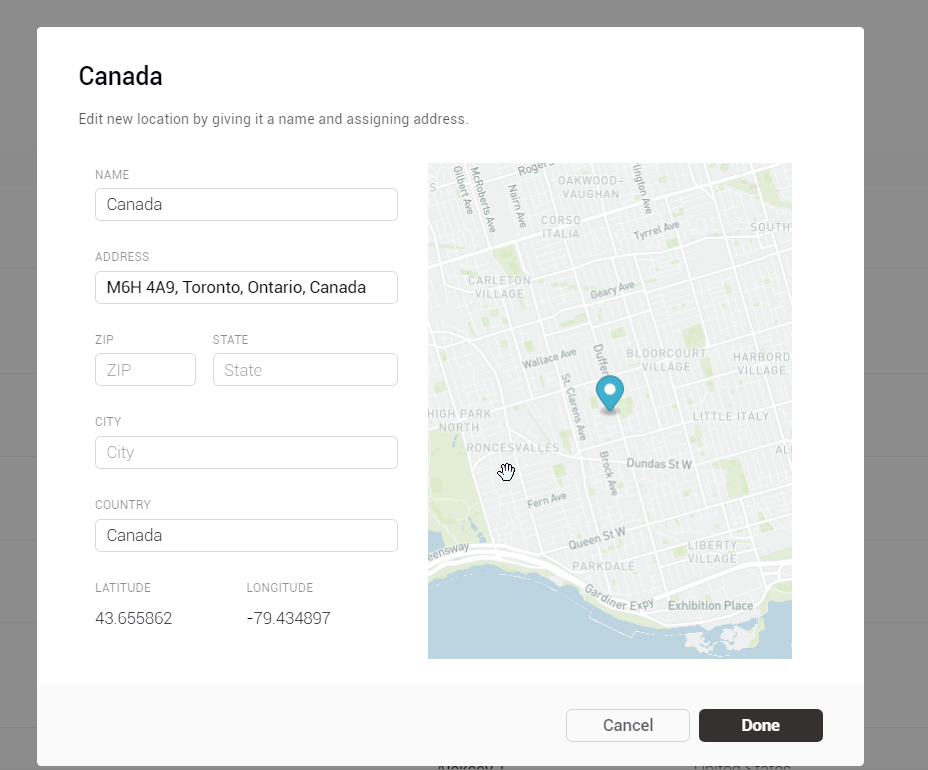 Canada
Edit new location by giving it a name and assigning address.
NAME
Canada
ADDRESS
M6H 4A9, Toronto, Ontario, Canada
ZIP STATE
ZIP State
CITY
City
COUNTRY
Canada
LATITUDE LONGITUDE
43.655862 -79.434897
Rogers
Gilbert Ave
McRoberts Ave
Nairn Ave
OAKWOOD–
VAUGHAN
CORSO
ITALIA
Tyrrel Ave
SOUTH
CARLETON
VILLAGE
Geary Ave
Wallace Ave
Duffer
BLOORCOURT
VILLAGE
HARBORD
VILLAGE
St. Clarens Ave
HIGH PARK
NORTH
LITTLE ITALY
RONCESVALLES
Brock Ave
Dundas St W
Fern Ave
Queen St W
LIBERTY
VILLAGE
eensway
PARKDALE
Gardiner Expy
Exhibition Place
Cancel Done